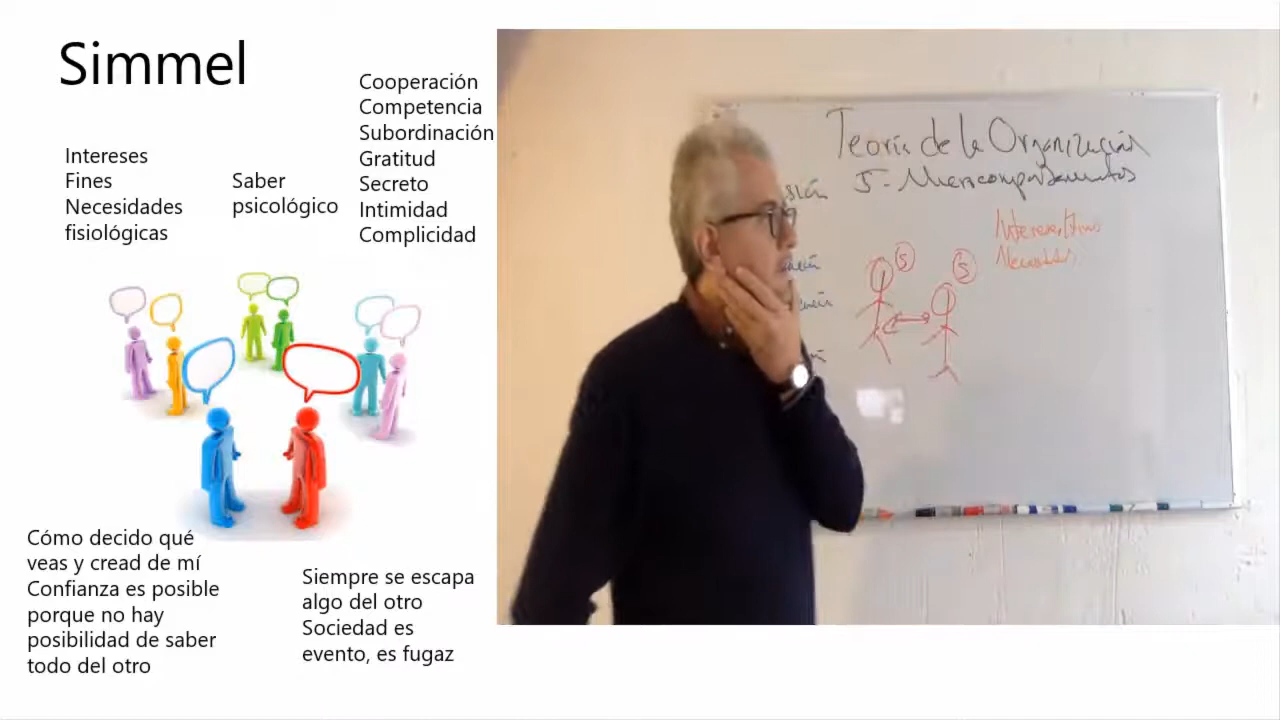 Simmel
Intereses
Fines
Necesidades
fisiológicas
Saber
psicológico
Cooperación
Competencia
Subordinación
Gratitud
Secreto
Intimidad
Complicidad
Cómo decido qué
veas y cread de mí
Confianza es posible
porque no hay
posibilidad de saber
todo del otro
Siempre se escapa
algo del otro
Sociedad es
evento, es fugaz
Teoría de la Organización
5.- Microcomportamientos
S
S